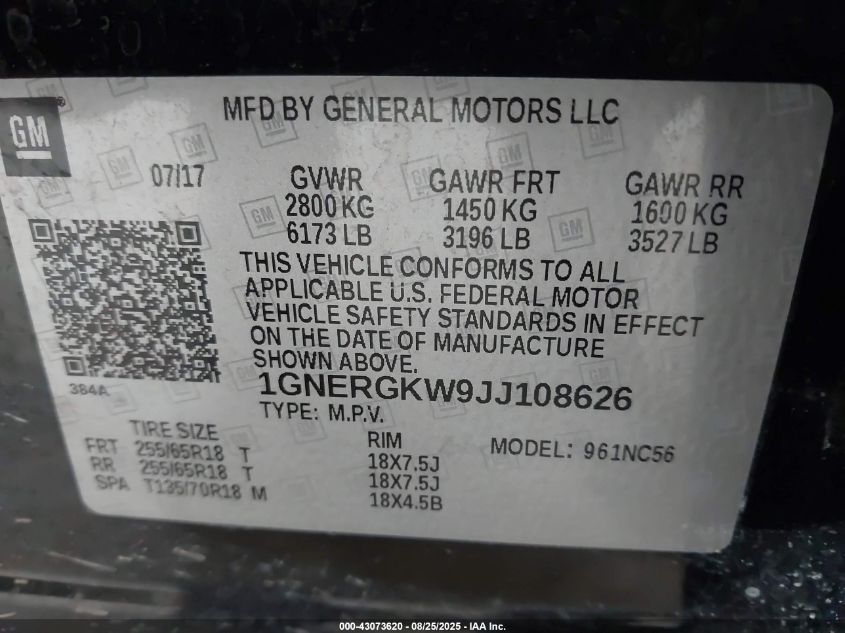 GM
MFD BY GENERAL MOTORS LLC
07/17
GVWR
2800 KG
6173 LB
GAWR FRT
1450 KG
3196 LB
GAWR RR
1600 KG
3527 LB
THIS VEHICLE CONFORMS TO ALL
APPLICABLE U.S. FEDERAL MOTOR
VEHICLE SAFETY STANDARDS IN EFFECT
ON THE DATE OF MANUFACTURE
SHOWN ABOVE.
384A
1GNERGKW9JJ108626
TYPE: M.P.V.
TIRE SIZE
FRT 255/65R18 T
RR 255/65R18 T
SPA T135/70R18 M
RIM
18X7.5J
18X7.5J
18X4.5B
MODEL: 961NC56
000-43073620 - 08/25/2025 - IAA Inc.